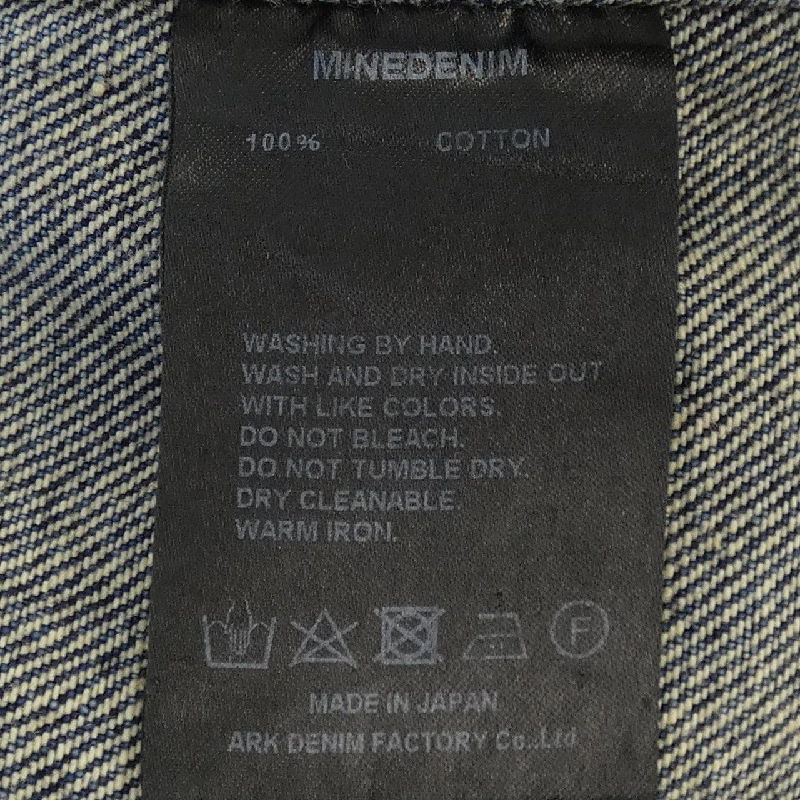 MINEDENIM
100% COTTON
WASHING BY HAND.
WASH AND DRY INSIDE OUT
WITH LIKE COLORS.
DO NOT BLEACH.
DO NOT TUMBLE DRY.
DRY CLEANABLE.
WARM IRON.
F
MADE IN JAPAN
ARK DENIM FACTORY Co.,Ltd